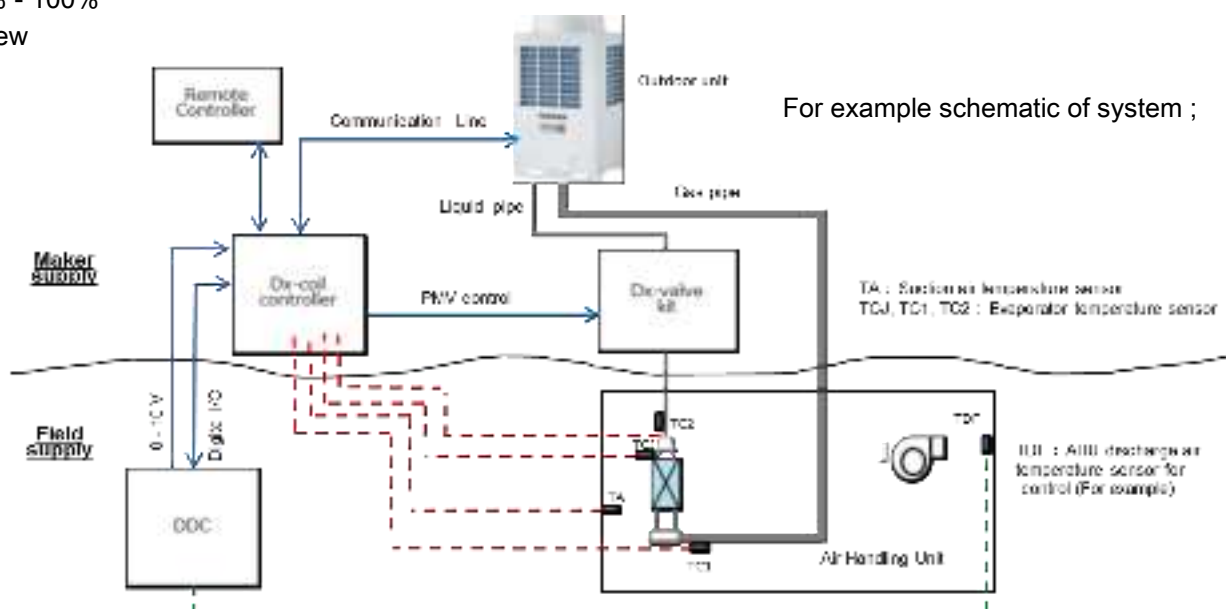 - 100%
Outdoor unit
Remote
Controller
For example schematic of system ;
Communication Line
Gas pipe
Liquid pipe
Maker
supply
Dx-coil
controller
PMV control
Dx-valve
kit
TA : Suction air temperature sensor
TCJ, TC1, TC2 : Evaporator temperature sensor
0 - 10V
Digital I/O
Field
supply
TC2
TC1
TA
DDC
TCJ
Air Handling Unit
: AHU discharge air
temperature sensor for
control (For example)